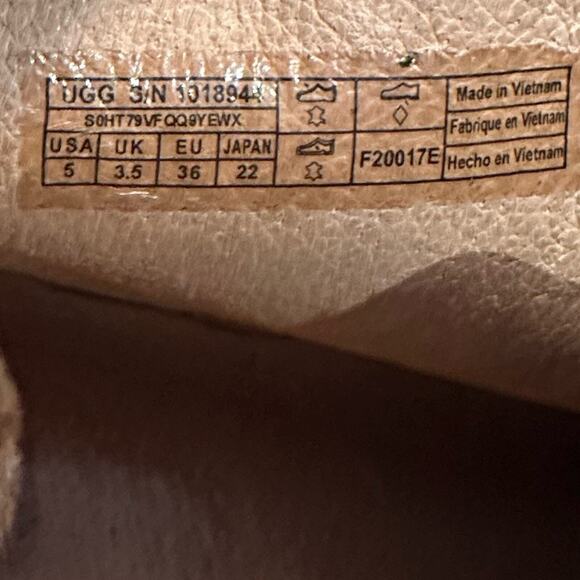 UGG S/N 1018944
S0HT79VFQQ9YEWX
USA UK EU JAPAN
5 3.5 36 22
F20017E
Made in Vietnam
Fabrique en Vietnam
Hecho en Vietnam